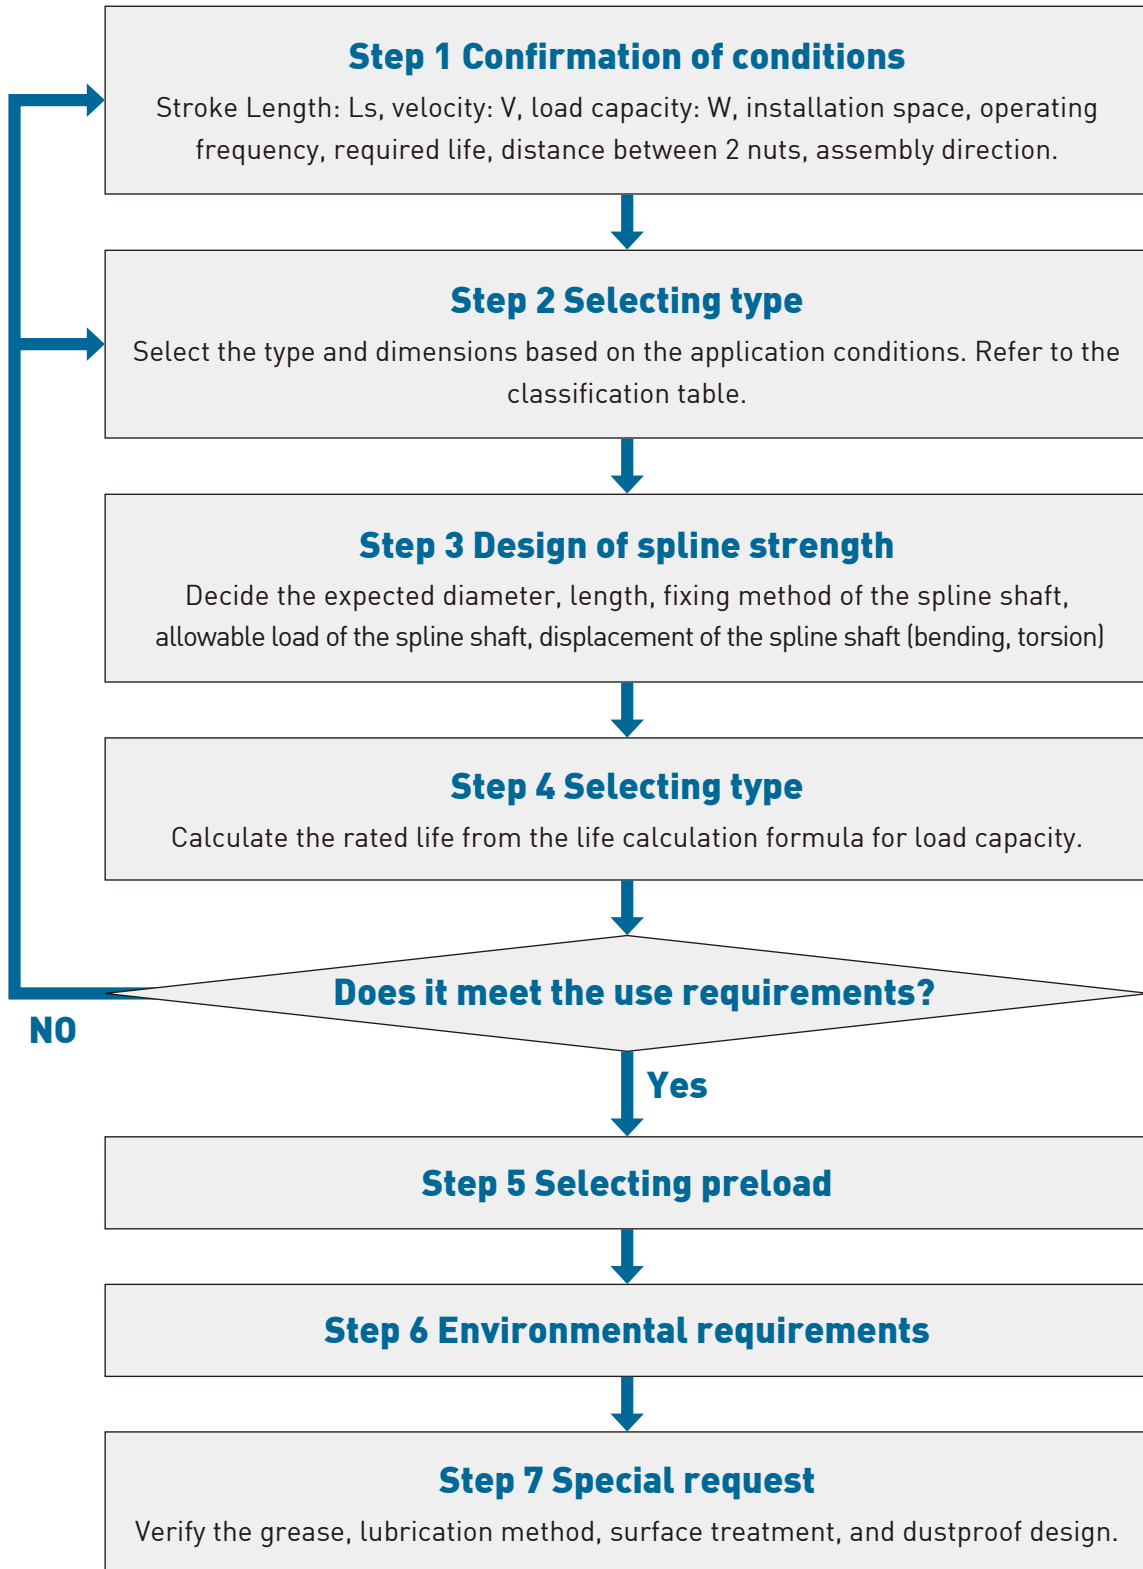 Step 1 Confirmation of conditions
Stroke Length: Ls, velocity: V, load capacity: W, installation space, operating
frequency, required life, distance between 2 nuts, assembly direction.
Step 2 Selecting type
Select the type and dimensions based on the application conditions. Refer to the
classification table.
Step 3 Design of spline strength
Decide the expected diameter, length, fixing method of the spline shaft,
allowable load of the spline shaft, displacement of the spline shaft (bending, torsion)
Step 4 Selecting type
Calculate the rated life from the life calculation formula for load capacity.
Does it meet the use requirements?
NO
Yes
Step 5 Selecting preload
Step 6 Environmental requirements
Step 7 Special request
Verify the grease, lubrication method, surface treatment, and dustproof design.